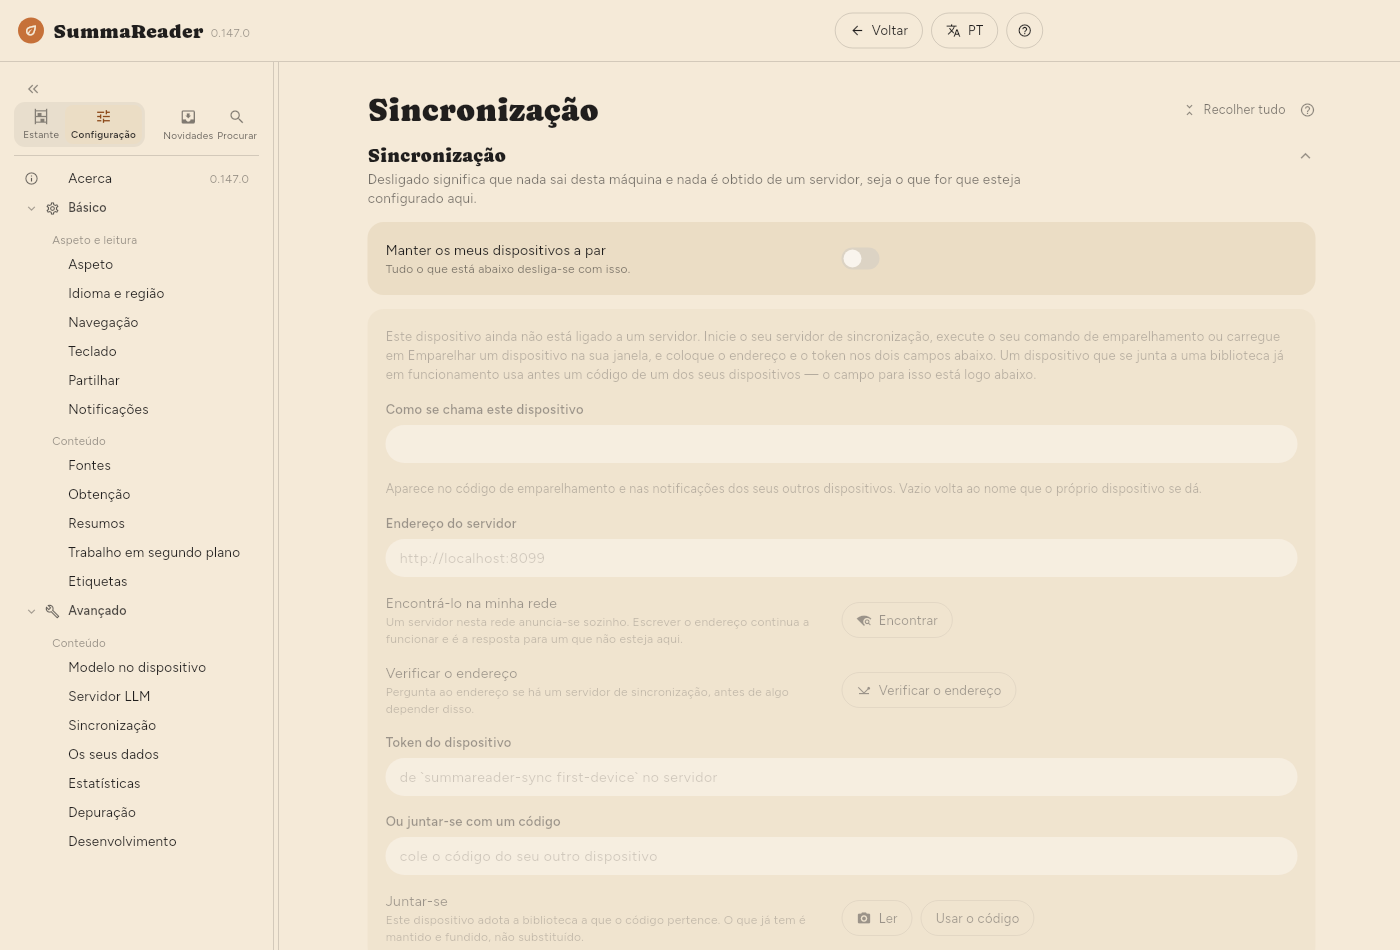 SummaReader 0.147.0
Voltar
PT
Estante
Configuração
Novidades
Procurar
Acerca 0.147.0
Básico
Aspeto e leitura
Aspeto
Idioma e região
Navegação
Teclado
Partilhar
Notificações
Conteúdo
Fontes
Obtenção
Resumos
Trabalho em segundo plano
Etiquetas
Avançado
Conteúdo
Modelo no dispositivo
Servidor LLM
Sincronização
Os seus dados
Estatísticas
Depuração
Desenvolvimento
Sincronização
Recolher tudo
Sincronização
Desligado significa que nada sai desta máquina e nada é obtido de um servidor, seja o que for que esteja
configurado aqui.
Manter os meus dispositivos a par
Tudo o que está abaixo desliga-se com isso.
Este dispositivo ainda não está ligado a um servidor. Inicie o seu servidor de sincronização, execute o seu comando de emparelhamento ou carregue
em Emparelhar um dispositivo na sua janela, e coloque o endereço e o token nos dois campos abaixo. Um dispositivo que se junta a uma biblioteca já
em funcionamento usa antes um código de um dos seus dispositivos — o campo para isso está logo abaixo.
Como se chama este dispositivo
Aparece no código de emparelhamento e nas notificações dos seus outros dispositivos. Vazio volta ao nome que o próprio dispositivo se dá.
Endereço do servidor
http://localhost:8099
Encontrá-lo na minha rede
Um servidor nesta rede anuncia-se sozinho. Escrever o endereço continua a
funcionar e é a resposta para um que não esteja aqui.
Encontrar
Verificar o endereço
Pergunta ao endereço se há um servidor de sincronização, antes de algo
depender disso.
Verificar o endereço
Token do dispositivo
de `summareader-sync first-device` no servidor
Ou juntar-se com um código
cole o código do seu outro dispositivo
Juntar-se
Este dispositivo adota a biblioteca a que o código pertence. O que já tem é
mantido e fundido, não substituído.
Ler
Usar o código